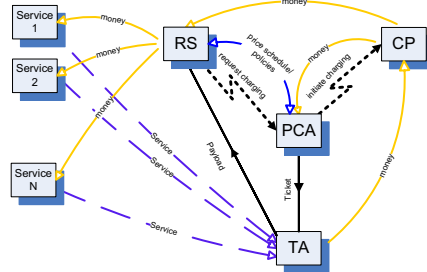 money
Service
1
money
RS
CP
price schedule/
policies
money
Service
2
money
request charging
initiate charging
money
PCA
Service
Service
Payload
Service
N
Ticket
money
Service
TA